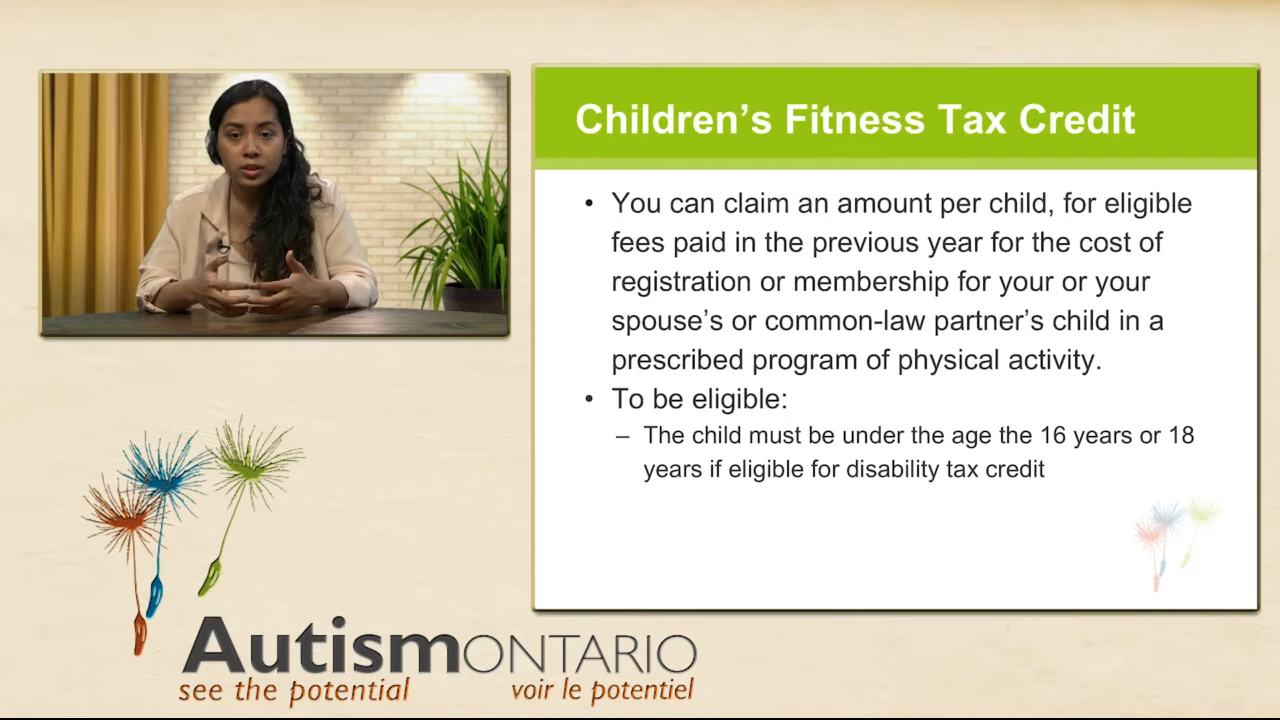 Children's Fitness Tax Credit
• You can claim an amount per child, for eligible
fees paid in the previous year for the cost of
registration or membership for your or your
spouse's or common-law partner's child in a
prescribed program of physical activity.
• To be eligible:
– The child must be under the age the 16 years or 18
years if eligible for disability tax credit
AutismONTARIO
see the potential voir le potentiel